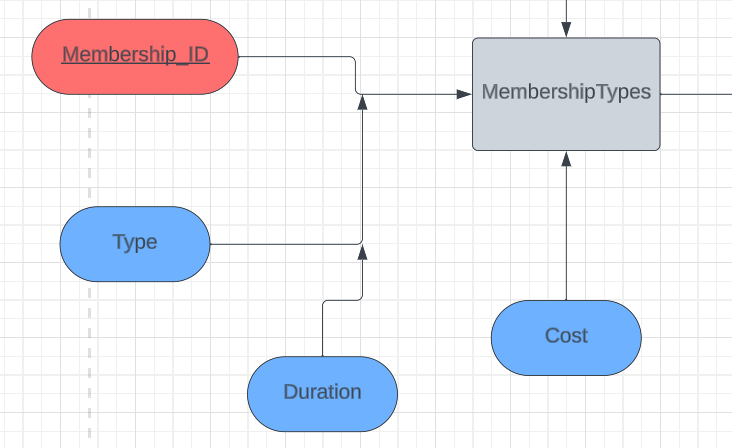 Membership_ID
MembershipTypes
Type
Cost
Duration